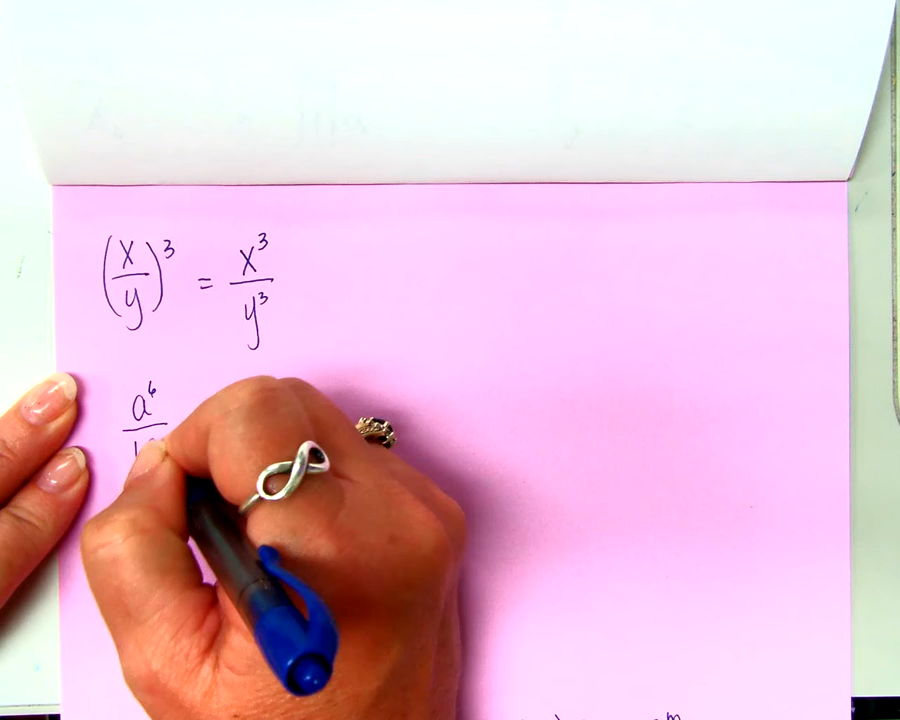 (x/y)³ = x³/y³
a⁶
m